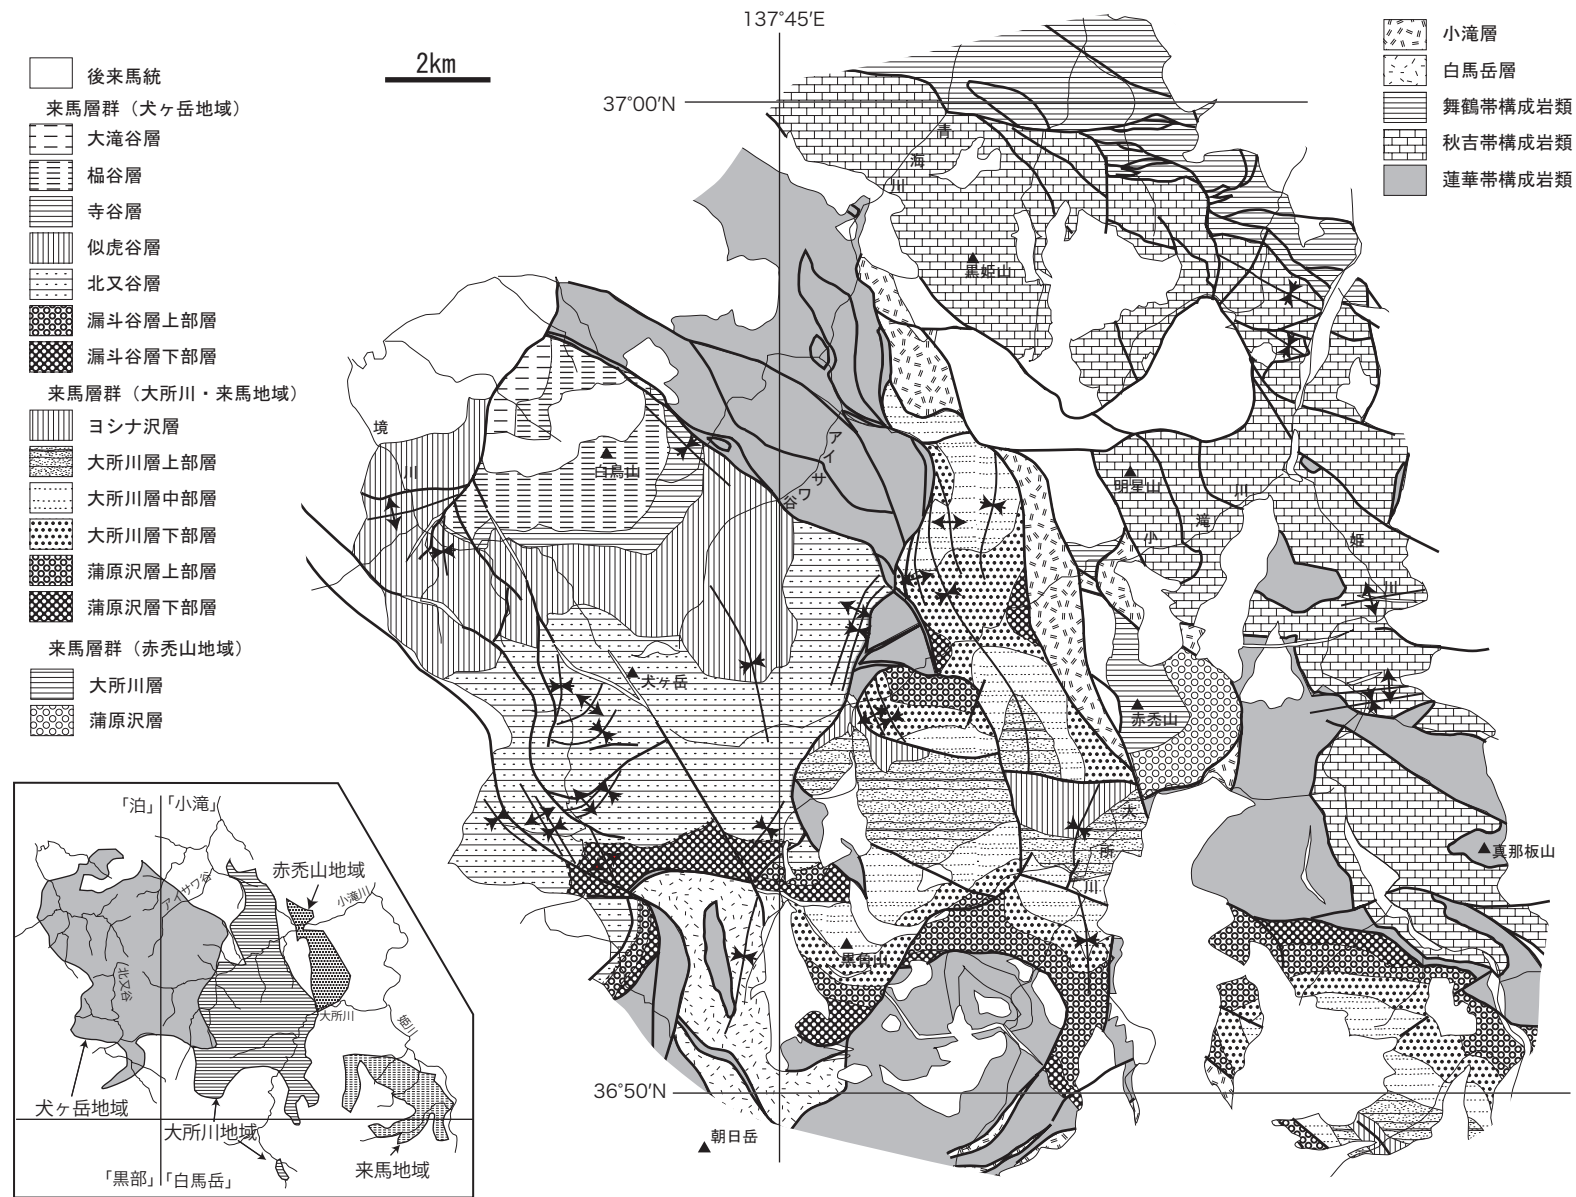 137°45′E
2km
37°00′N
後来馬統
来馬層群（犬ヶ岳地域）
大滝谷層
榀谷層
寺谷層
似虎谷層
北又谷層
漏斗谷層上部層
漏斗谷層下部層
来馬層群（大所川・来馬地域）
ヨシナ沢層
大所川層上部層
大所川層中部層
大所川層下部層
蒲原沢層上部層
蒲原沢層下部層
来馬層群（赤禿山地域）
大所川層
蒲原沢層
小滝層
白馬岳層
舞鶴帯構成岩類
秋吉帯構成岩類
蓮華帯構成岩類
青海川
黒姫山
境川
白鳥山
アイサワ谷
明星山
小滝川
姫川
犬ヶ岳
赤禿山
大所川
真那板山
36°50′N
朝日岳
「泊」「小滝」
アイサワ谷
赤禿山地域
小滝川
北又谷
大所川
姫川
犬ヶ岳地域
大所川地域
来馬地域
「黒部」「白馬岳」